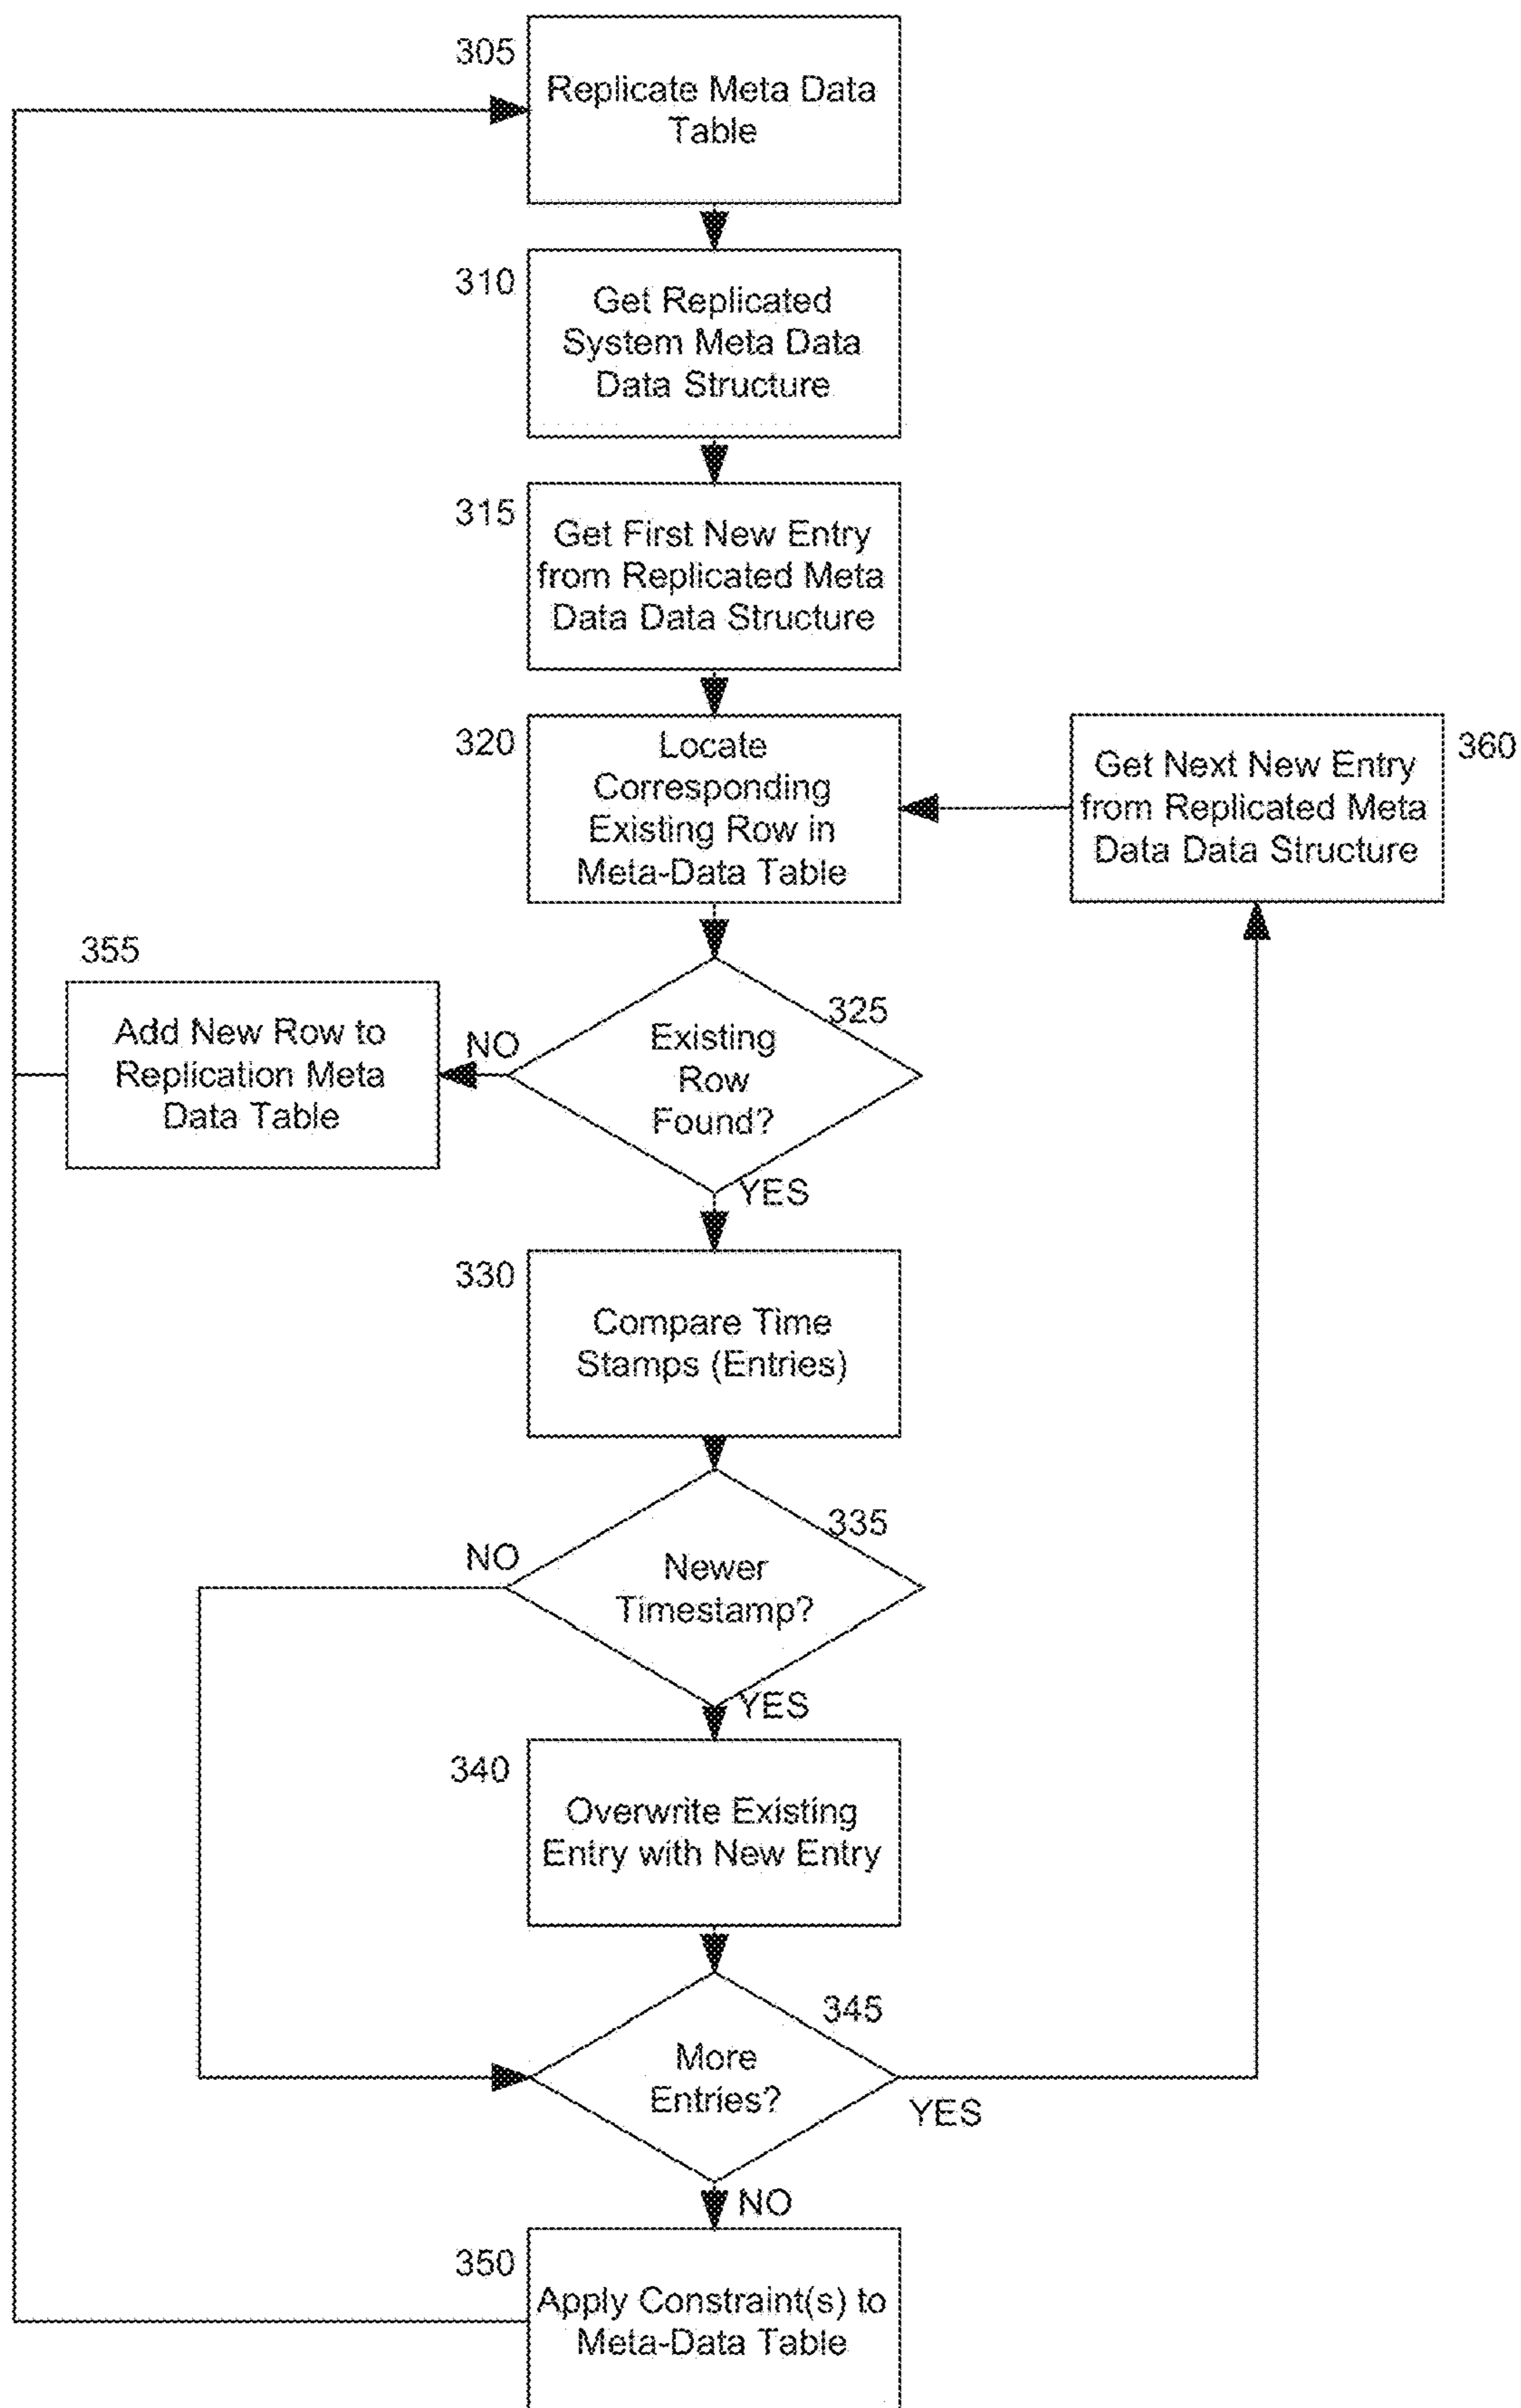 305
Replicate Meta Data
Table
310
Get Replicated
System Meta Data
Data Structure
315
Get First New Entry
from Replicated Meta
Data Data Structure
320
Locate
Corresponding
Existing Row in
Meta-Data Table
360
Get Next New Entry
from Replicated Meta
Data Data Structure
355
Add New Row to
Replication Meta
Data Table
NO
325
Existing
Row
Found?
YES
330
Compare Time
Stamps (Entries)
335
NO
Newer
Timestamp?
YES
340
Overwrite Existing
Entry with New Entry
345
More
Entries?
YES
NO
350
Apply Constraint(s) to
Meta-Data Table